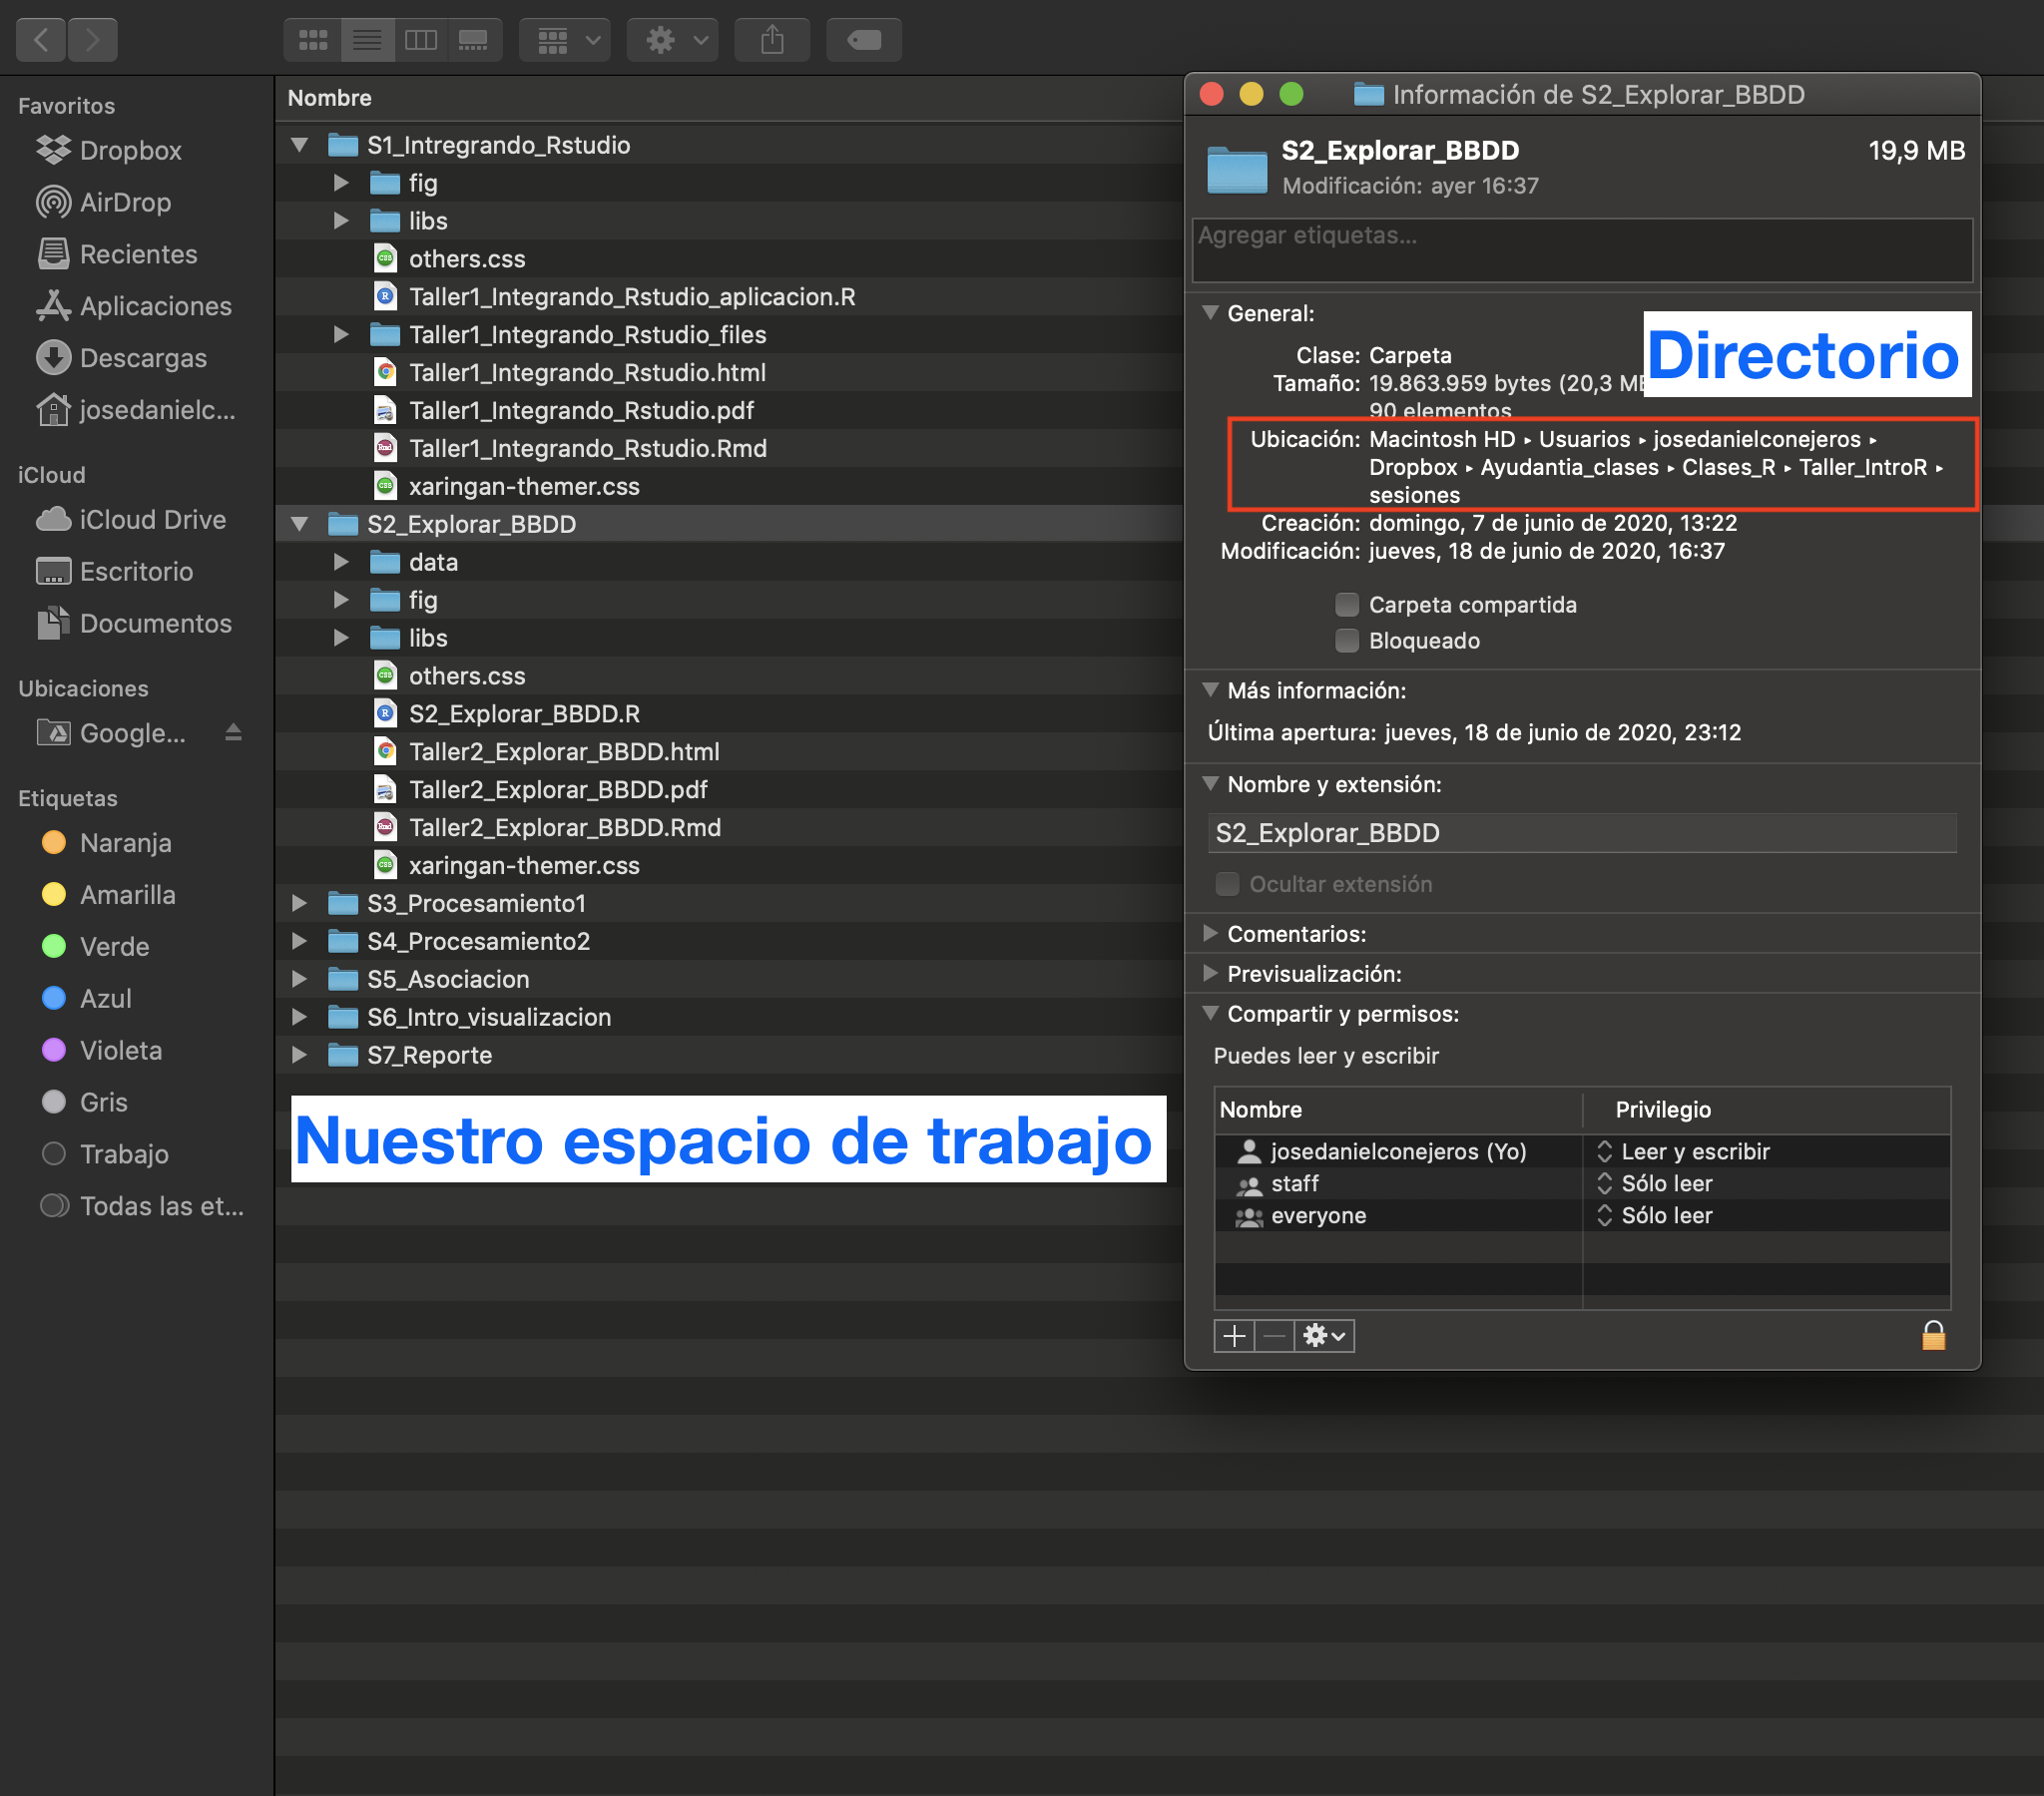 Favoritos
Dropbox
AirDrop
Recientes
Aplicaciones
Descargas
josedanielc...
iCloud
iCloud Drive
Escritorio
Documentos
Ubicaciones
Google...
Etiquetas
Naranja
Amarilla
Verde
Azul
Violeta
Gris
Trabajo
Todas las et...
Nombre
S1_Intregrando_Rstudio
fig
libs
others.css
Taller1_Integrando_Rstudio_aplicacion.R
Taller1_Integrando_Rstudio_files
Taller1_Integrando_Rstudio.html
Taller1_Integrando_Rstudio.pdf
Taller1_Integrando_Rstudio.Rmd
xaringan-themer.css
S2_Explorar_BBDD
data
fig
libs
others.css
S2_Explorar_BBDD.R
Taller2_Explorar_BBDD.html
Taller2_Explorar_BBDD.pdf
Taller2_Explorar_BBDD.Rmd
xaringan-themer.css
S3_Procesamiento1
S4_Procesamiento2
S5_Asociacion
S6_Intro_visualizacion
S7_Reporte
Nuestro espacio de trabajo
Información de S2_Explorar_BBDD
S2_Explorar_BBDD 19,9 MB
Modificación: ayer 16:37
Agregar etiquetas...
General:
Directorio
Clase: Carpeta
Tamaño: 19.863.959 bytes (20,3 MB
90 elementos
Ubicación: Macintosh HD ▸ Usuarios ▸ josedanielconejeros ▸
Dropbox ▸ Ayudantia_clases ▸ Clases_R ▸ Taller_IntroR ▸
sesiones
Creación: domingo, 7 de junio de 2020, 13:22
Modificación: jueves, 18 de junio de 2020, 16:37
Carpeta compartida
Bloqueado
Más información:
Última apertura: jueves, 18 de junio de 2020, 23:12
Nombre y extensión:
S2_Explorar_BBDD
Ocultar extensión
Comentarios:
Previsualización:
Compartir y permisos:
Puedes leer y escribir
Nombre Privilegio
josedanielconejeros (Yo) Leer y escribir
staff Sólo leer
everyone Sólo leer